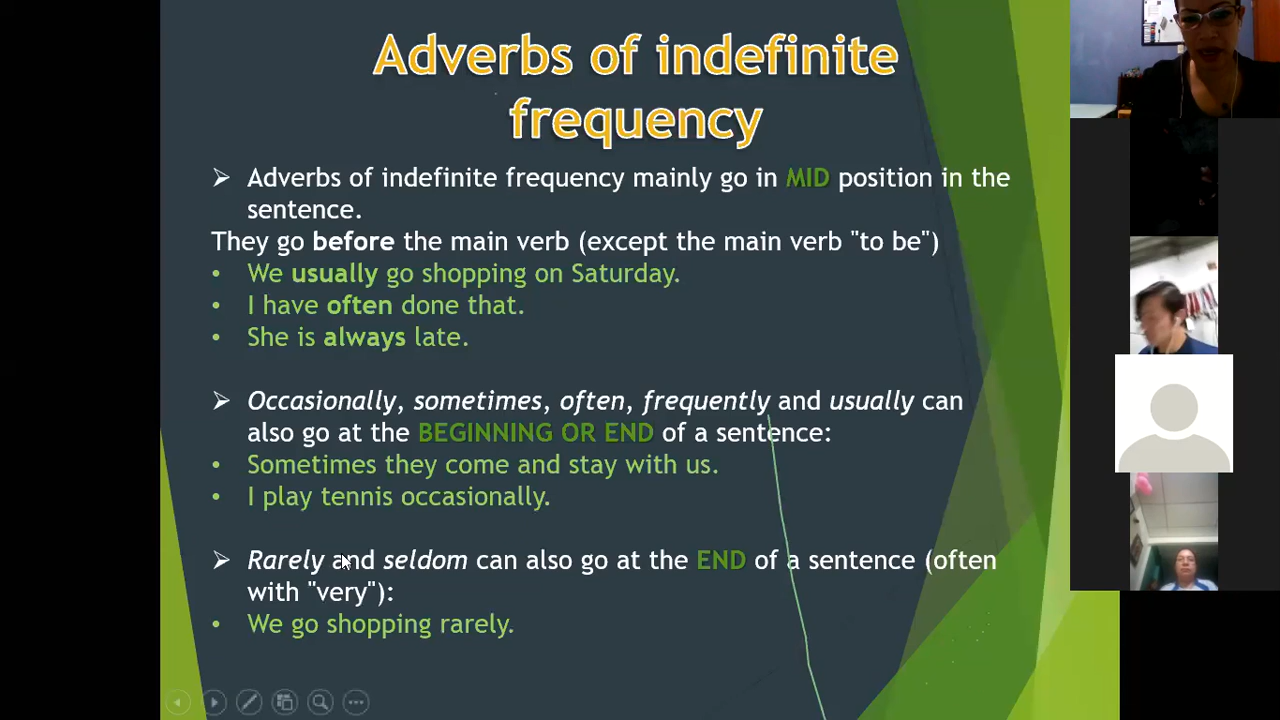 Adverbs of indefinite
frequency
➢ Adverbs of indefinite frequency mainly go in MID position in the
sentence.
They go before the main verb (except the main verb "to be")
• We usually go shopping on Saturday.
• I have often done that.
• She is always late.
➢ Occasionally, sometimes, often, frequently and usually can
also go at the BEGINNING OR END of a sentence:
• Sometimes they come and stay with us.
• I play tennis occasionally.
➢ Rarely and seldom can also go at the END of a sentence (often
with "very"):
• We go shopping rarely.